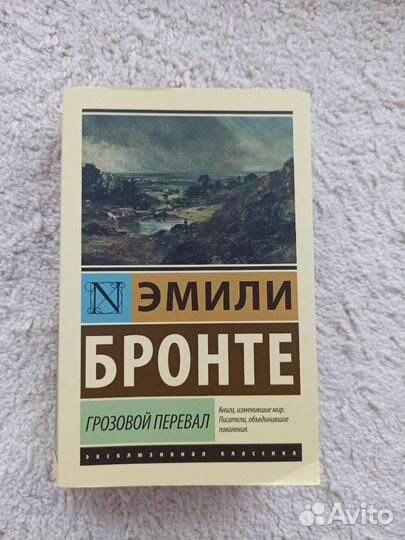 N
ЭМИЛИ
БРОНТЕ
ГРОЗОВОЙ ПЕРЕВАЛ
Книги, изменившие мир.
Писатели, объединившие
поколения.
эксклюзивная классика
Avito